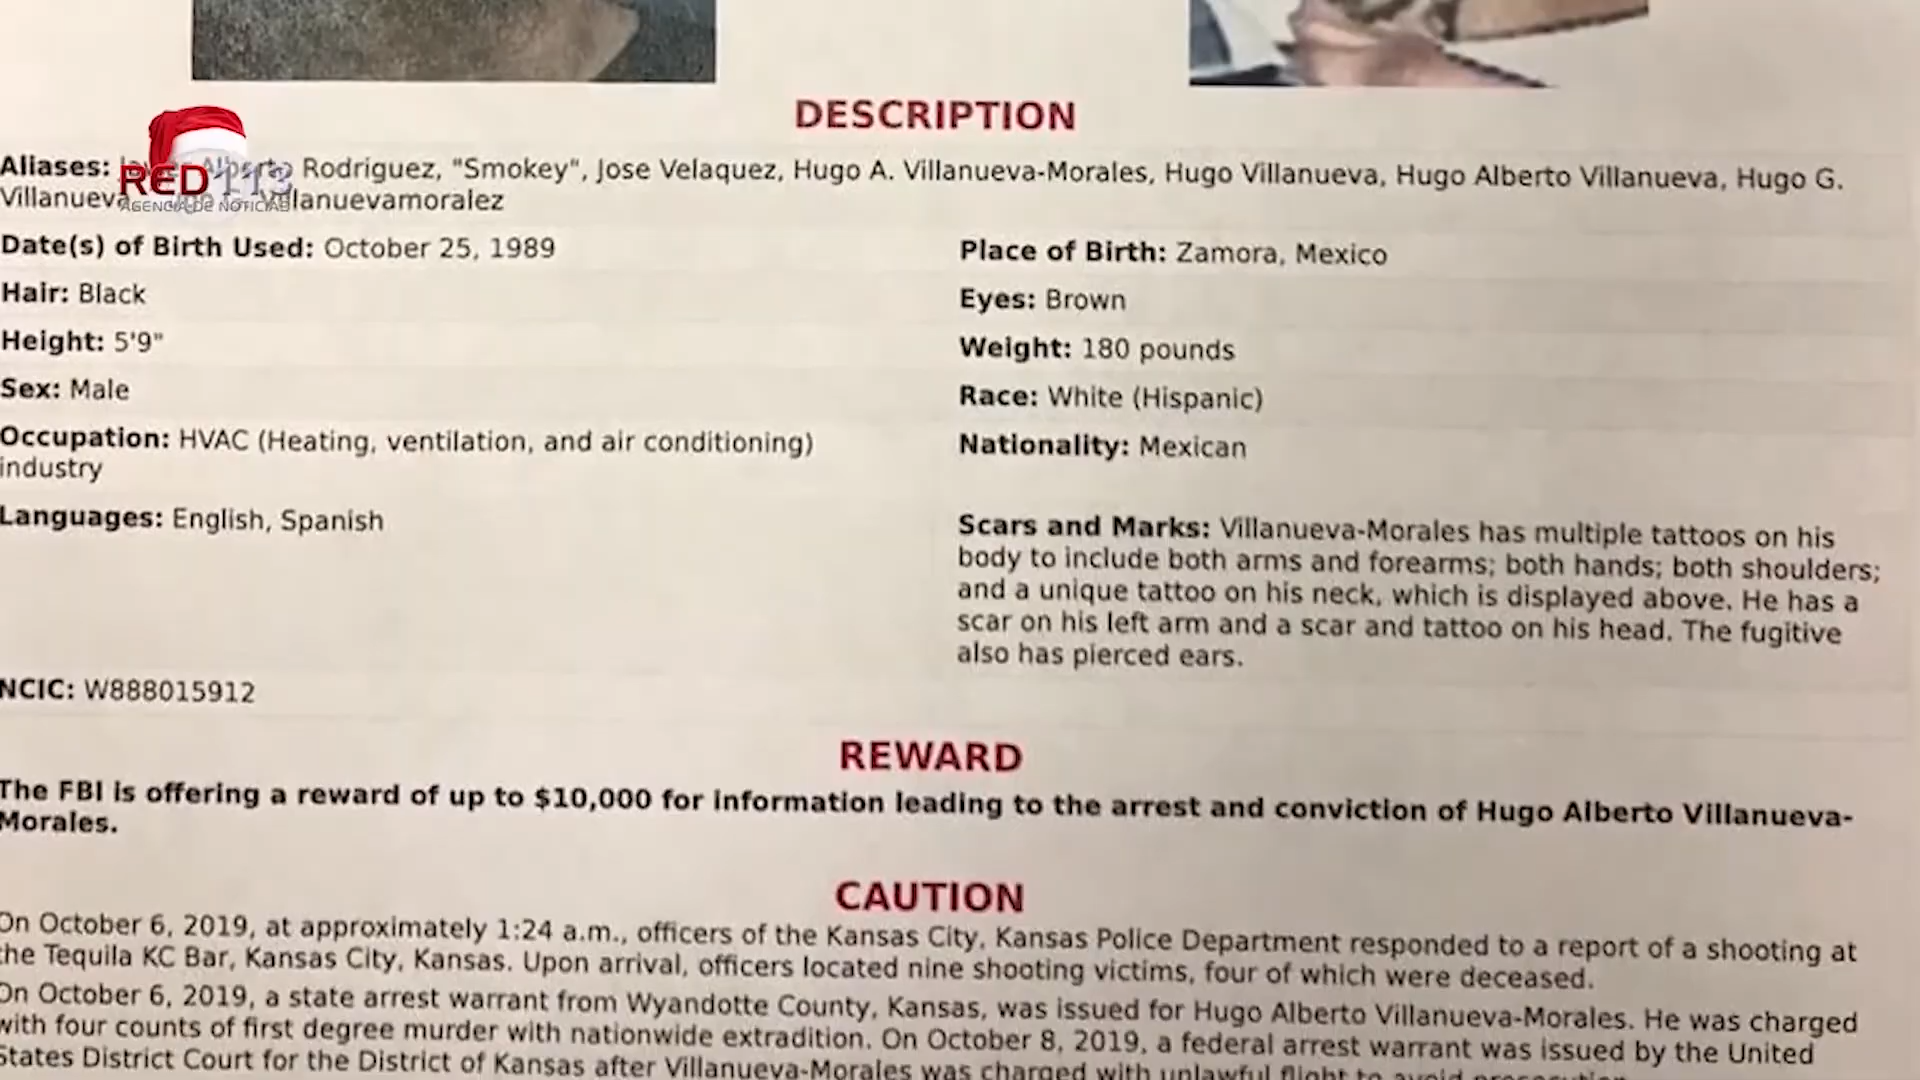 DESCRIPTION
Aliases: Alberto Rodriguez, "Smokey", Jose Velaquez, Hugo A. Villanueva-Morales, Hugo Villanueva, Hugo Alberto Villanueva, Hugo G.
Villanueva, Villanuevamoralez
RED 113
AGENCIA DE NOTICIAS
Date(s) of Birth Used: October 25, 1989
Place of Birth: Zamora, Mexico
Hair: Black
Eyes: Brown
Height: 5'9"
Weight: 180 pounds
Sex: Male
Race: White (Hispanic)
Occupation: HVAC (Heating, ventilation, and air conditioning)
industry
Nationality: Mexican
Languages: English, Spanish
Scars and Marks: Villanueva-Morales has multiple tattoos on his
body to include both arms and forearms; both hands; both shoulders;
and a unique tattoo on his neck, which is displayed above. He has a
scar on his left arm and a scar and tattoo on his head. The fugitive
also has pierced ears.
NCIC: W888015912
REWARD
The FBI is offering a reward of up to $10,000 for information leading to the arrest and conviction of Hugo Alberto Villanueva-
Morales.
CAUTION
On October 6, 2019, at approximately 1:24 a.m., officers of the Kansas City, Kansas Police Department responded to a report of a shooting at
the Tequila KC Bar, Kansas City, Kansas. Upon arrival, officers located nine shooting victims, four of which were deceased.
On October 6, 2019, a state arrest warrant from Wyandotte County, Kansas, was issued for Hugo Alberto Villanueva-Morales. He was charged
with four counts of first degree murder with nationwide extradition. On October 8, 2019, a federal arrest warrant was issued by the United
States District Court for the District of Kansas after Villanueva-Morales was charged with unlawful flight to avoid prosecution.